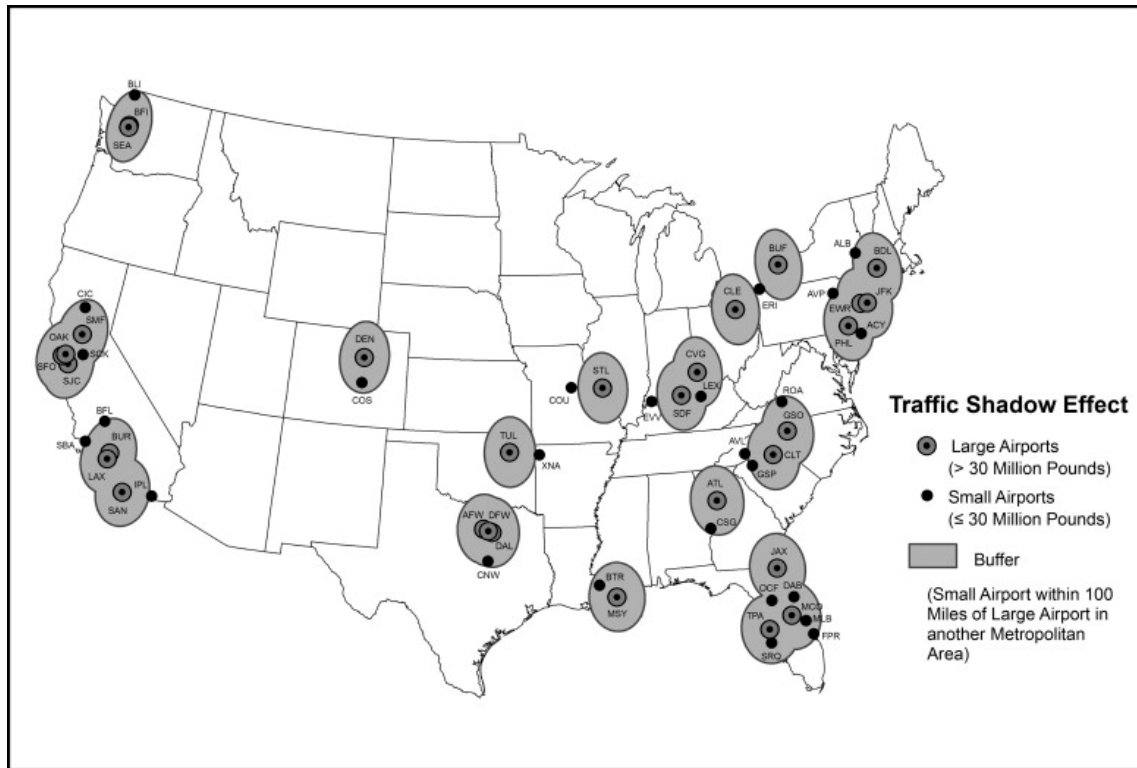 BLI
BFI
SEA
CIC
SMF
OAK
SCK
SFO
SJC
BFL
SBA
BUR
LAX
IPL
SAN
DEN
COS
TUL
XNA
AFW DFW
DAL
CNW
COU
STL
EVV
CVG
LEX
SDF
CLE
ERI
BUF
ALB
BDL
AVP
JFK
EWR
ACY
PHL
ROA
GSO
AVL
CLT
GSP
ATL
CSG
BTR
MSY
JAX
OCF
DAB
MCO
TPA
MLB
FPR
SRQ
Traffic Shadow Effect
Large Airports
(> 30 Million Pounds)
Small Airports
(≤ 30 Million Pounds)
Buffer
(Small Airport within 100
Miles of Large Airport in
another Metropolitan
Area)